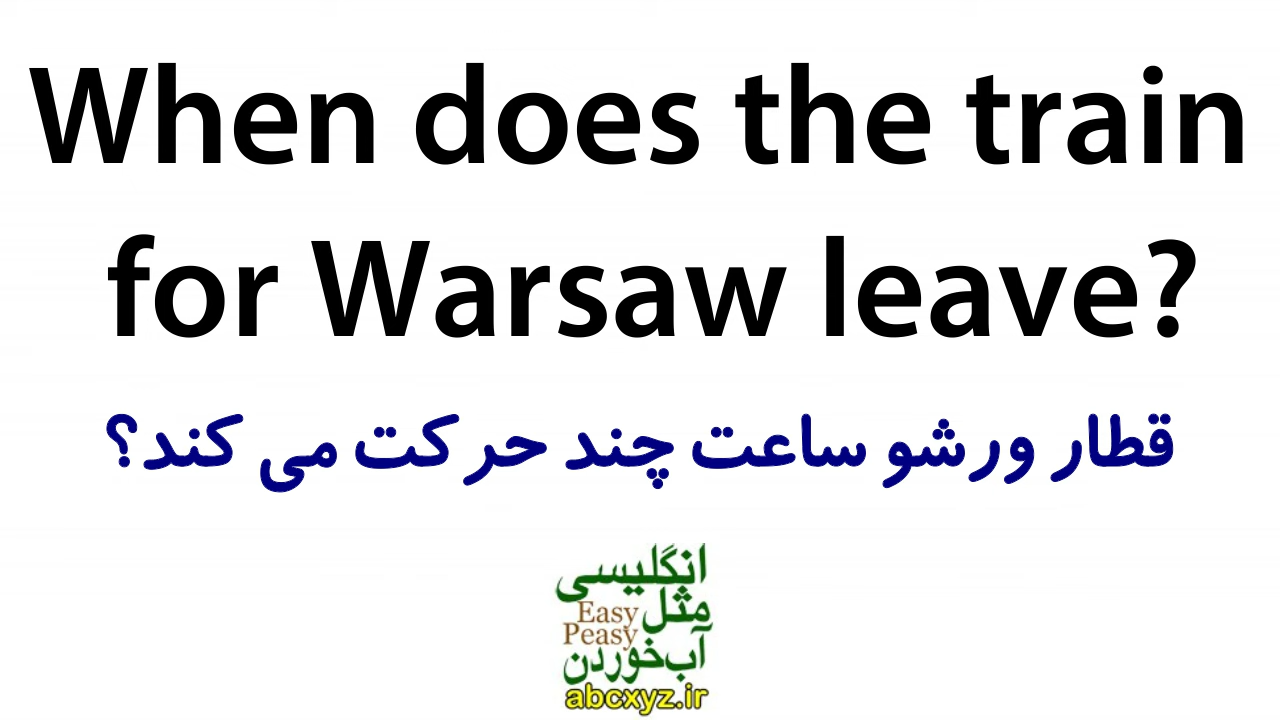 When does the train
for Warsaw leave?
قطار ورشو ساعت چند حرکت می کند؟
انگلیسی
مثل
Easy
Peasy
آب‌خوردن
abcxyz.ir